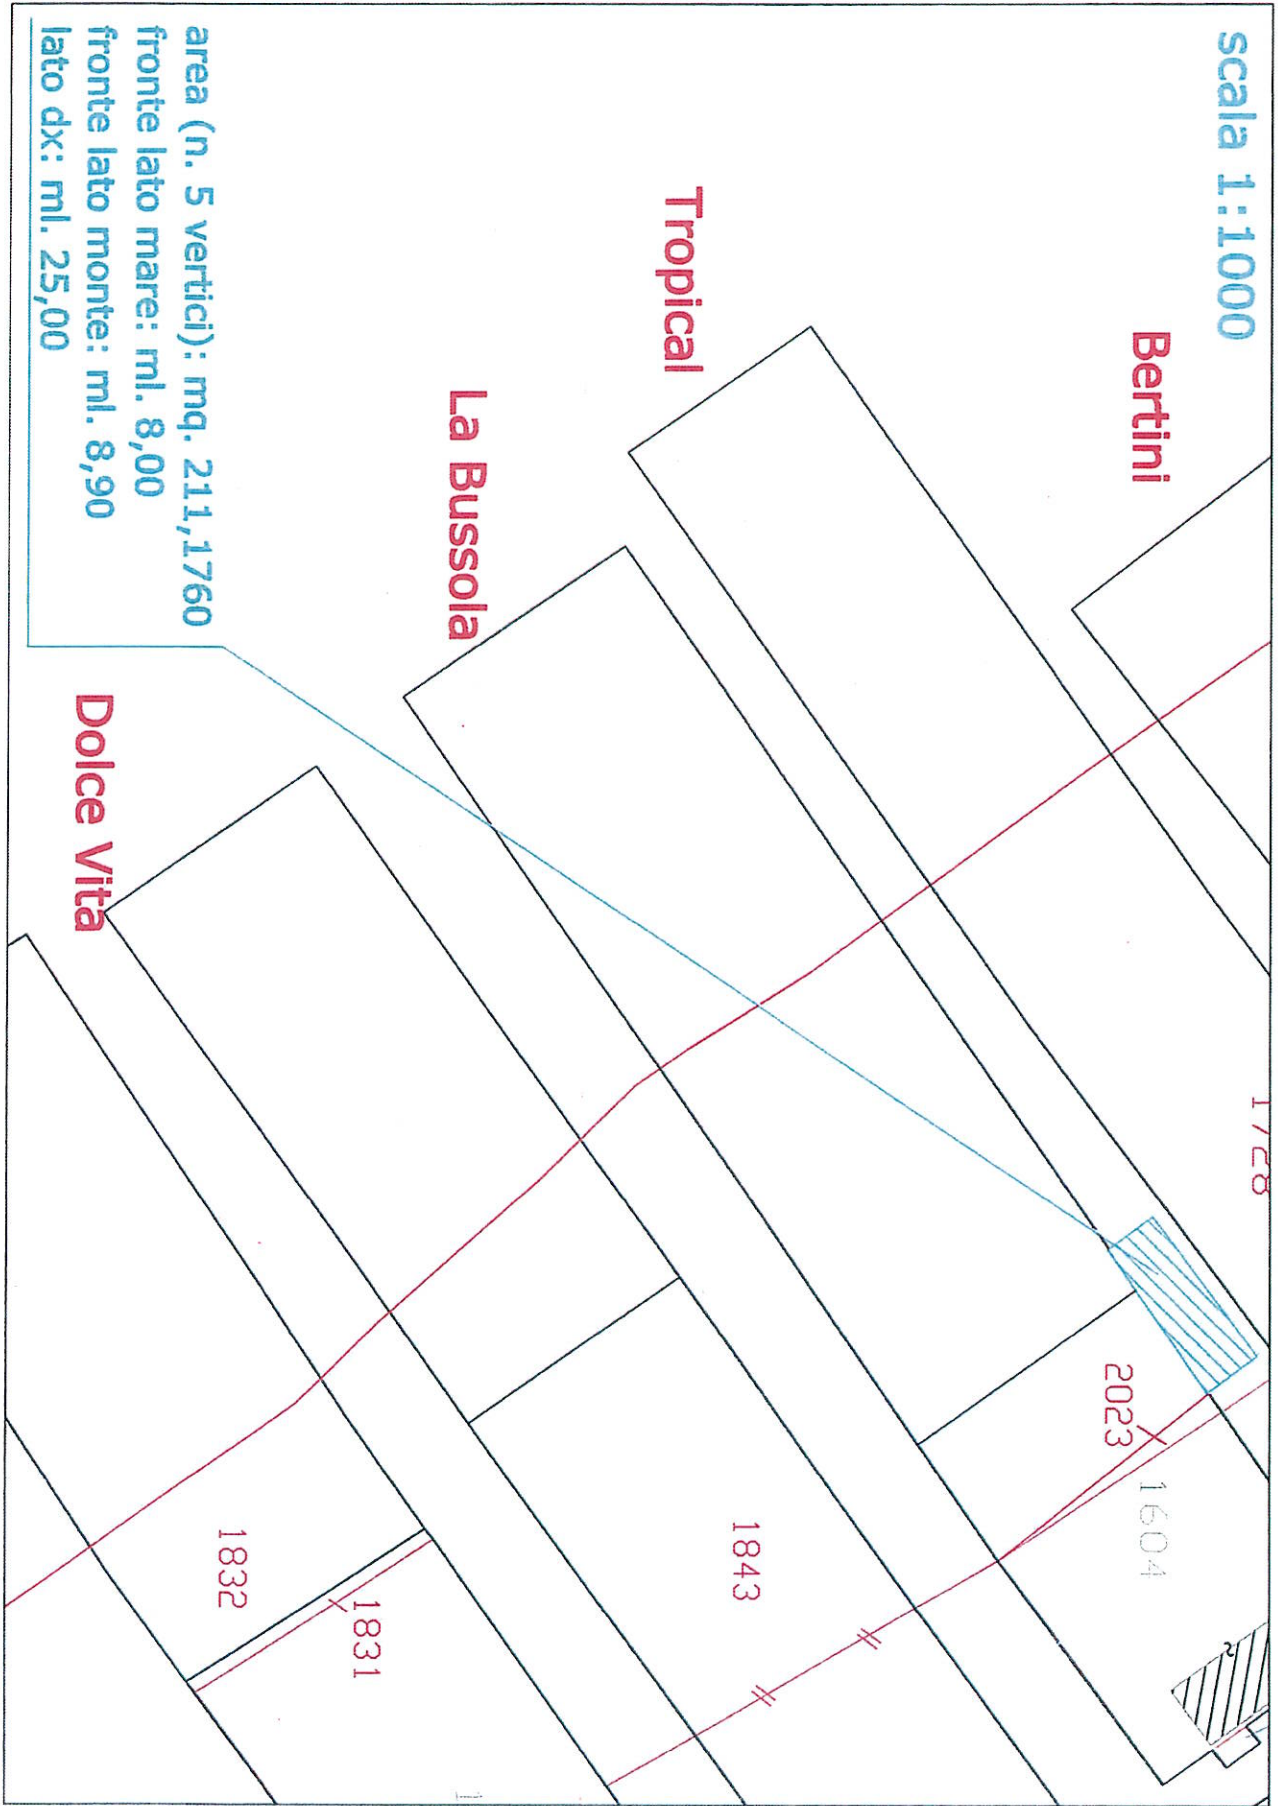 scala 1:1000
Bertini
Tropical
La Bussola
Dolce Vita
area (n. 5 vertici): mq. 211,1760
fronte lato mare: ml. 8,00
fronte lato monte: ml. 8,90
lato dx: ml. 25,00
1728
2023
1604
1843
1831
1832